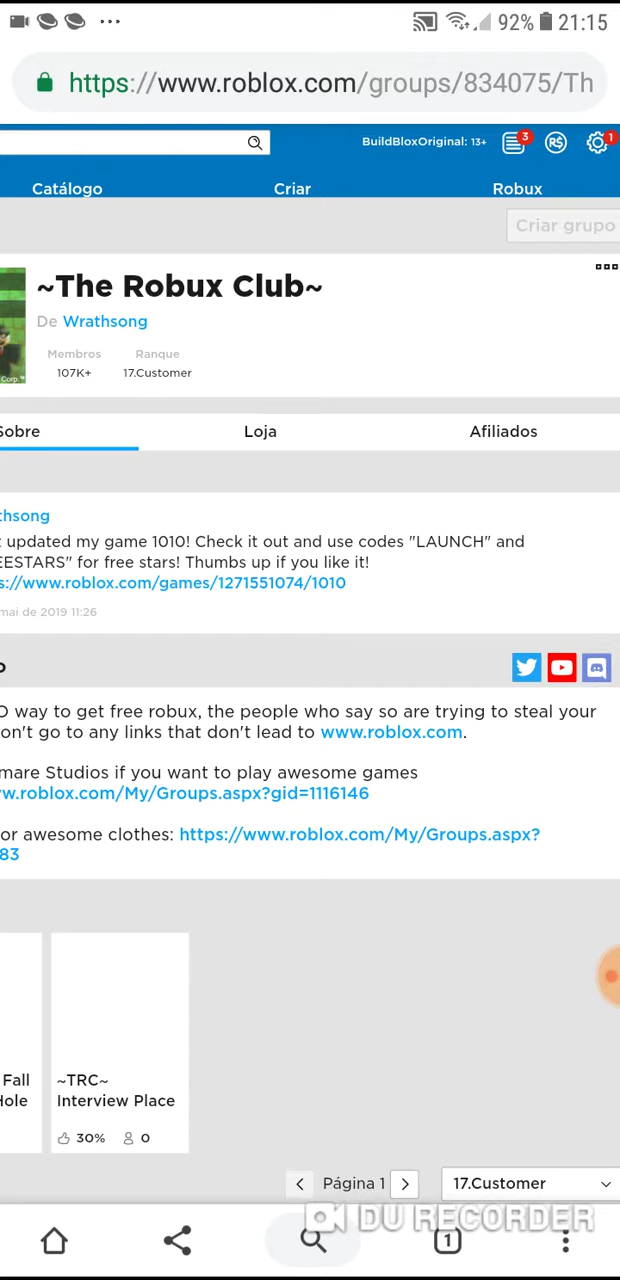 92% 21:15
https://www.roblox.com/groups/834075/Th
BuildBloxOriginal: 13+ 3 R$ 1
Catálogo Criar Robux
Criar grupo
~The Robux Club~
De Wrathsong
Membros Ranque
107K+ 17.Customer
Corp.™
Sobre Loja Afiliados
thsong
t updated my game 1010! Check it out and use codes "LAUNCH" and
EESTARS" for free stars! Thumbs up if you like it!
s://www.roblox.com/games/1271551074/1010
mai de 2019 11:26
o
O way to get free robux, the people who say so are trying to steal your
on't go to any links that don't lead to www.roblox.com.
mare Studios if you want to play awesome games
ww.roblox.com/My/Groups.aspx?gid=1116146
or awesome clothes: https://www.roblox.com/My/Groups.aspx?
83
Fall ~TRC~
Hole Interview Place
30% 0
Página 1 17.Customer
DU RECORDER
1